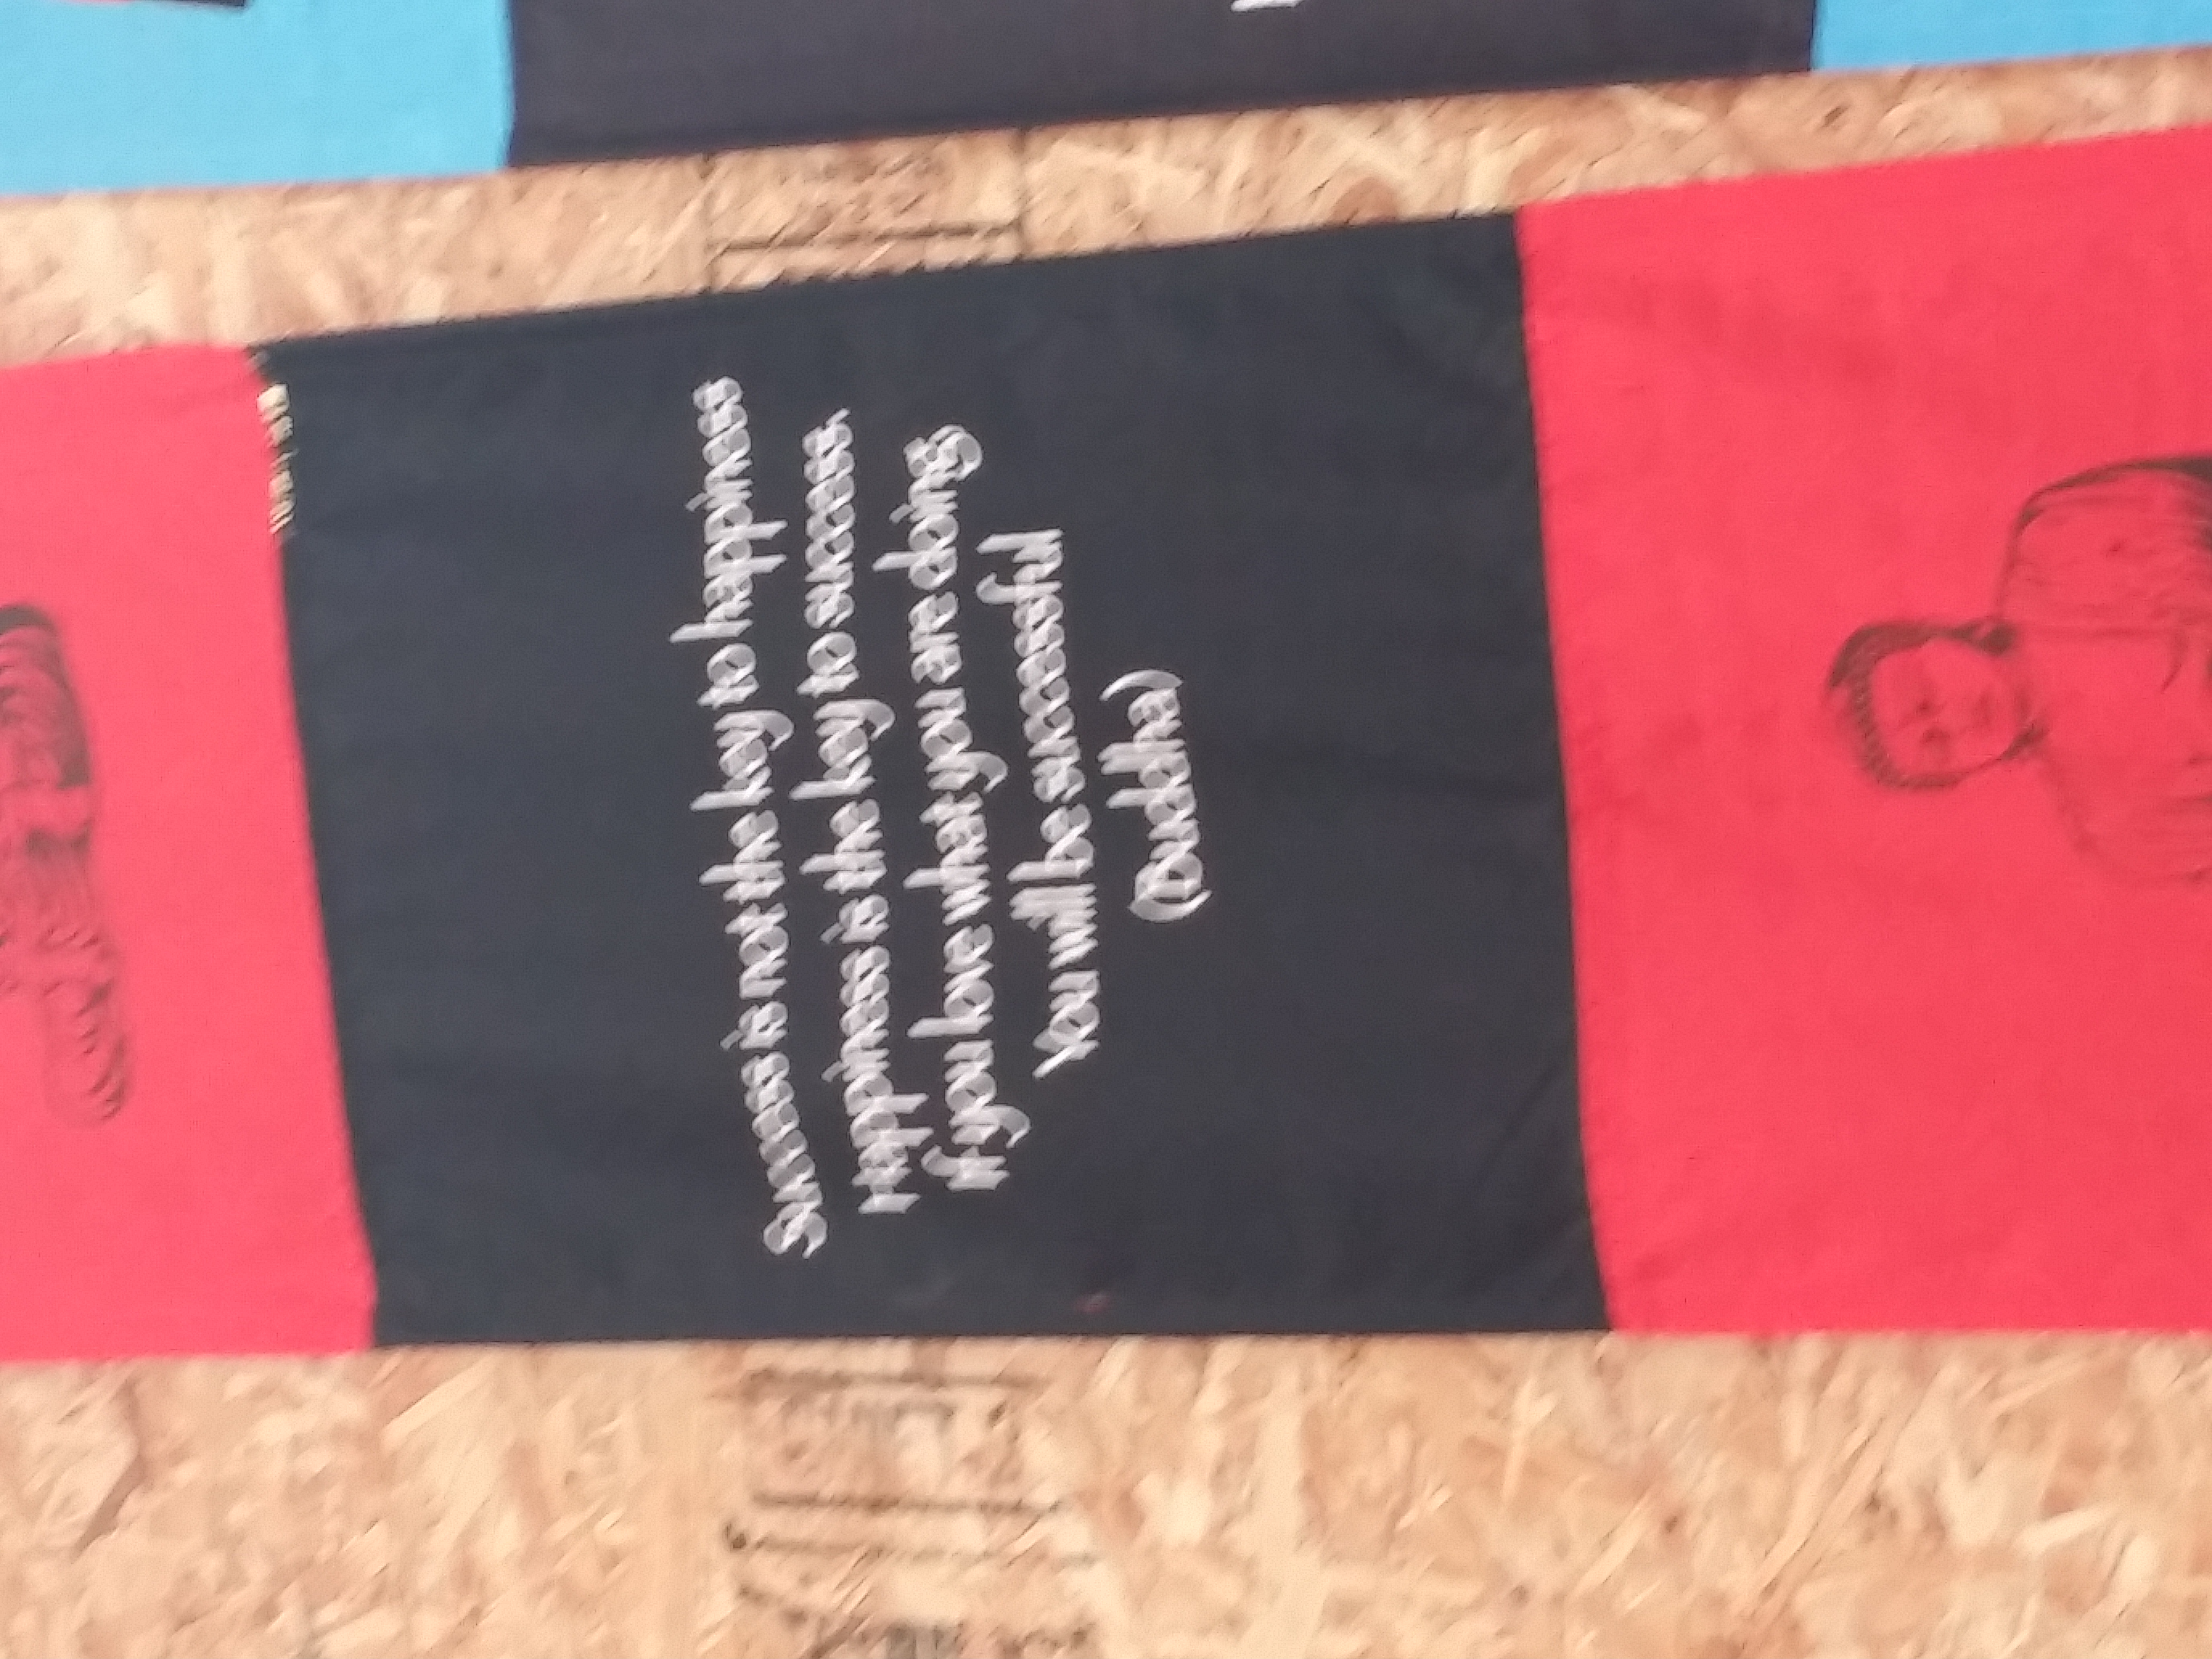 Success is not the key to happiness
Happiness is the key to success.
If you love what you are doing,
You will be successful
(Buddha)